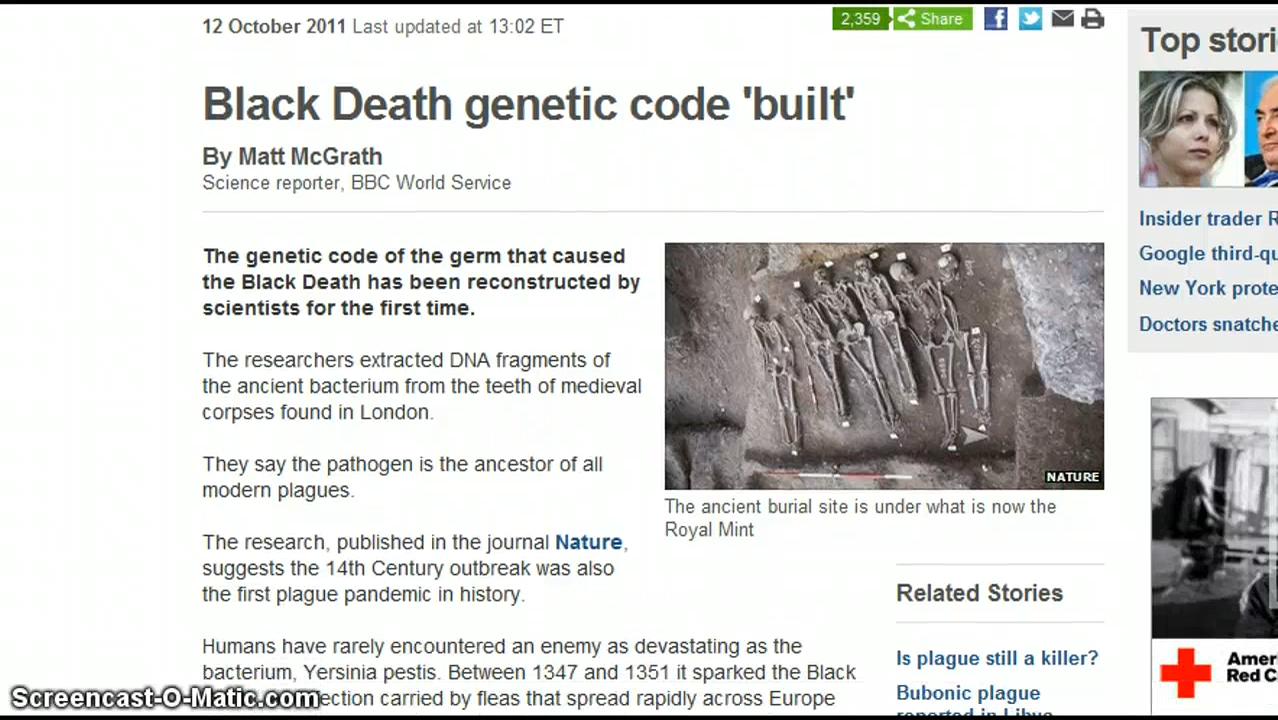 12 October 2011 Last updated at 13:02 ET
2,359
Share
Black Death genetic code 'built'
By Matt McGrath
Science reporter, BBC World Service
The genetic code of the germ that caused
the Black Death has been reconstructed by
scientists for the first time.
The researchers extracted DNA fragments of
the ancient bacterium from the teeth of medieval
corpses found in London.
They say the pathogen is the ancestor of all
modern plagues.
The research, published in the journal Nature,
suggests the 14th Century outbreak was also
the first plague pandemic in history.
Humans have rarely encountered an enemy as devastating as the
bacterium, Yersinia pestis. Between 1347 and 1351 it sparked the Black
carried by fleas that spread rapidly across Europe
NATURE
The ancient burial site is under what is now the
Royal Mint
Related Stories
Is plague still a killer?
Bubonic plague
reported in Libya
Top
Insider trader
Google
New York
Doctors
Red
Screencast-O-Matic.com